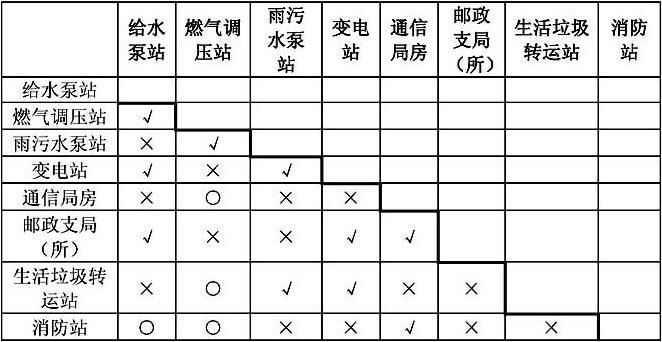 给水泵站 燃气调压站 雨污水泵站 变电站 通信局房 邮政支局（所） 生活垃圾转运站 消防站
给水泵站
燃气调压站 √
雨污水泵站 × √
变电站 √ × √
通信局房 × ○ × ×
邮政支局（所） √ × × √ √
生活垃圾转运站 × ○ √ √ × ×
消防站 ○ ○ × × √ × ×